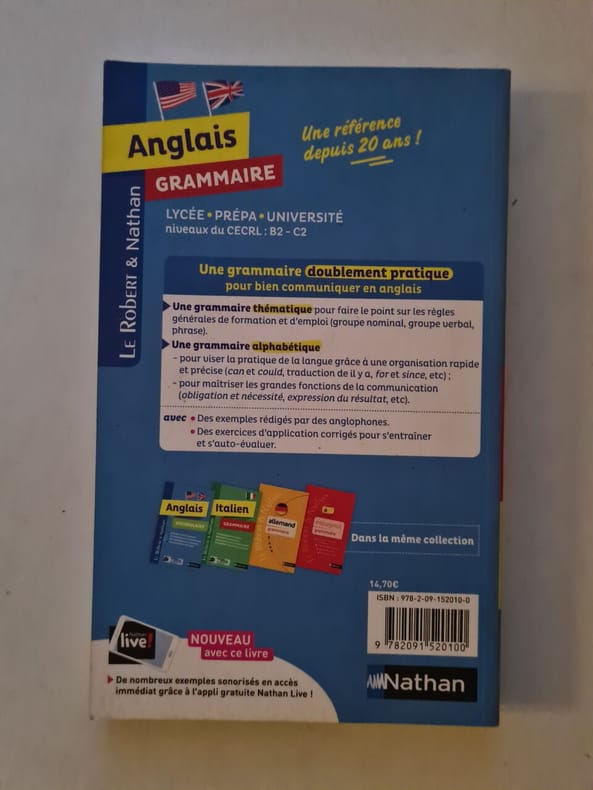 Anglais
GRAMMAIRE
Une référence
depuis 20 ans !
LE ROBERT & Nathan
LYCÉE • PRÉPA • UNIVERSITÉ
niveaux du CECRL : B2 - C2
Une grammaire doublement pratique
pour bien communiquer en anglais
Une grammaire thématique pour faire le point sur les règles
générales de formation et d'emploi (groupe nominal, groupe verbal,
phrase).
Une grammaire alphabétique
- pour viser la pratique de la langue grâce à une organisation rapide
et précise (can et could, traduction de il y a, for et since, etc) ;
- pour maîtriser les grandes fonctions de la communication
(obligation et nécessité, expression du résultat, etc).
avec • Des exemples rédigés par des anglophones.
• Des exercices d'application corrigés pour s'entraîner
et s'auto-évaluer.
Anglais
VOCABULAIRE
Italien
GRAMMAIRE
allemand
grammaire
espagnol
grammaire
Dans la même collection
14,70€
ISBN : 978-2-09-152010-0
9 782091 520100
Nathan
live
NOUVEAU
avec ce livre
De nombreux exemples sonorisés en accès
immédiat grâce à l'appli gratuite Nathan Live !
Nathan